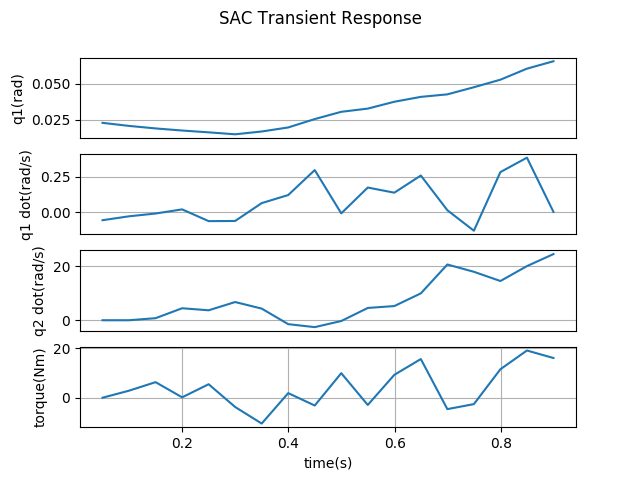 SAC Transient Response
q1(rad)
0.050
0.025
q1 dot(rad/s)
0.25
0.00
q2 dot(rad/s)
20
0
torque(Nm)
20
0
0.2 0.4 0.6 0.8
time(s)